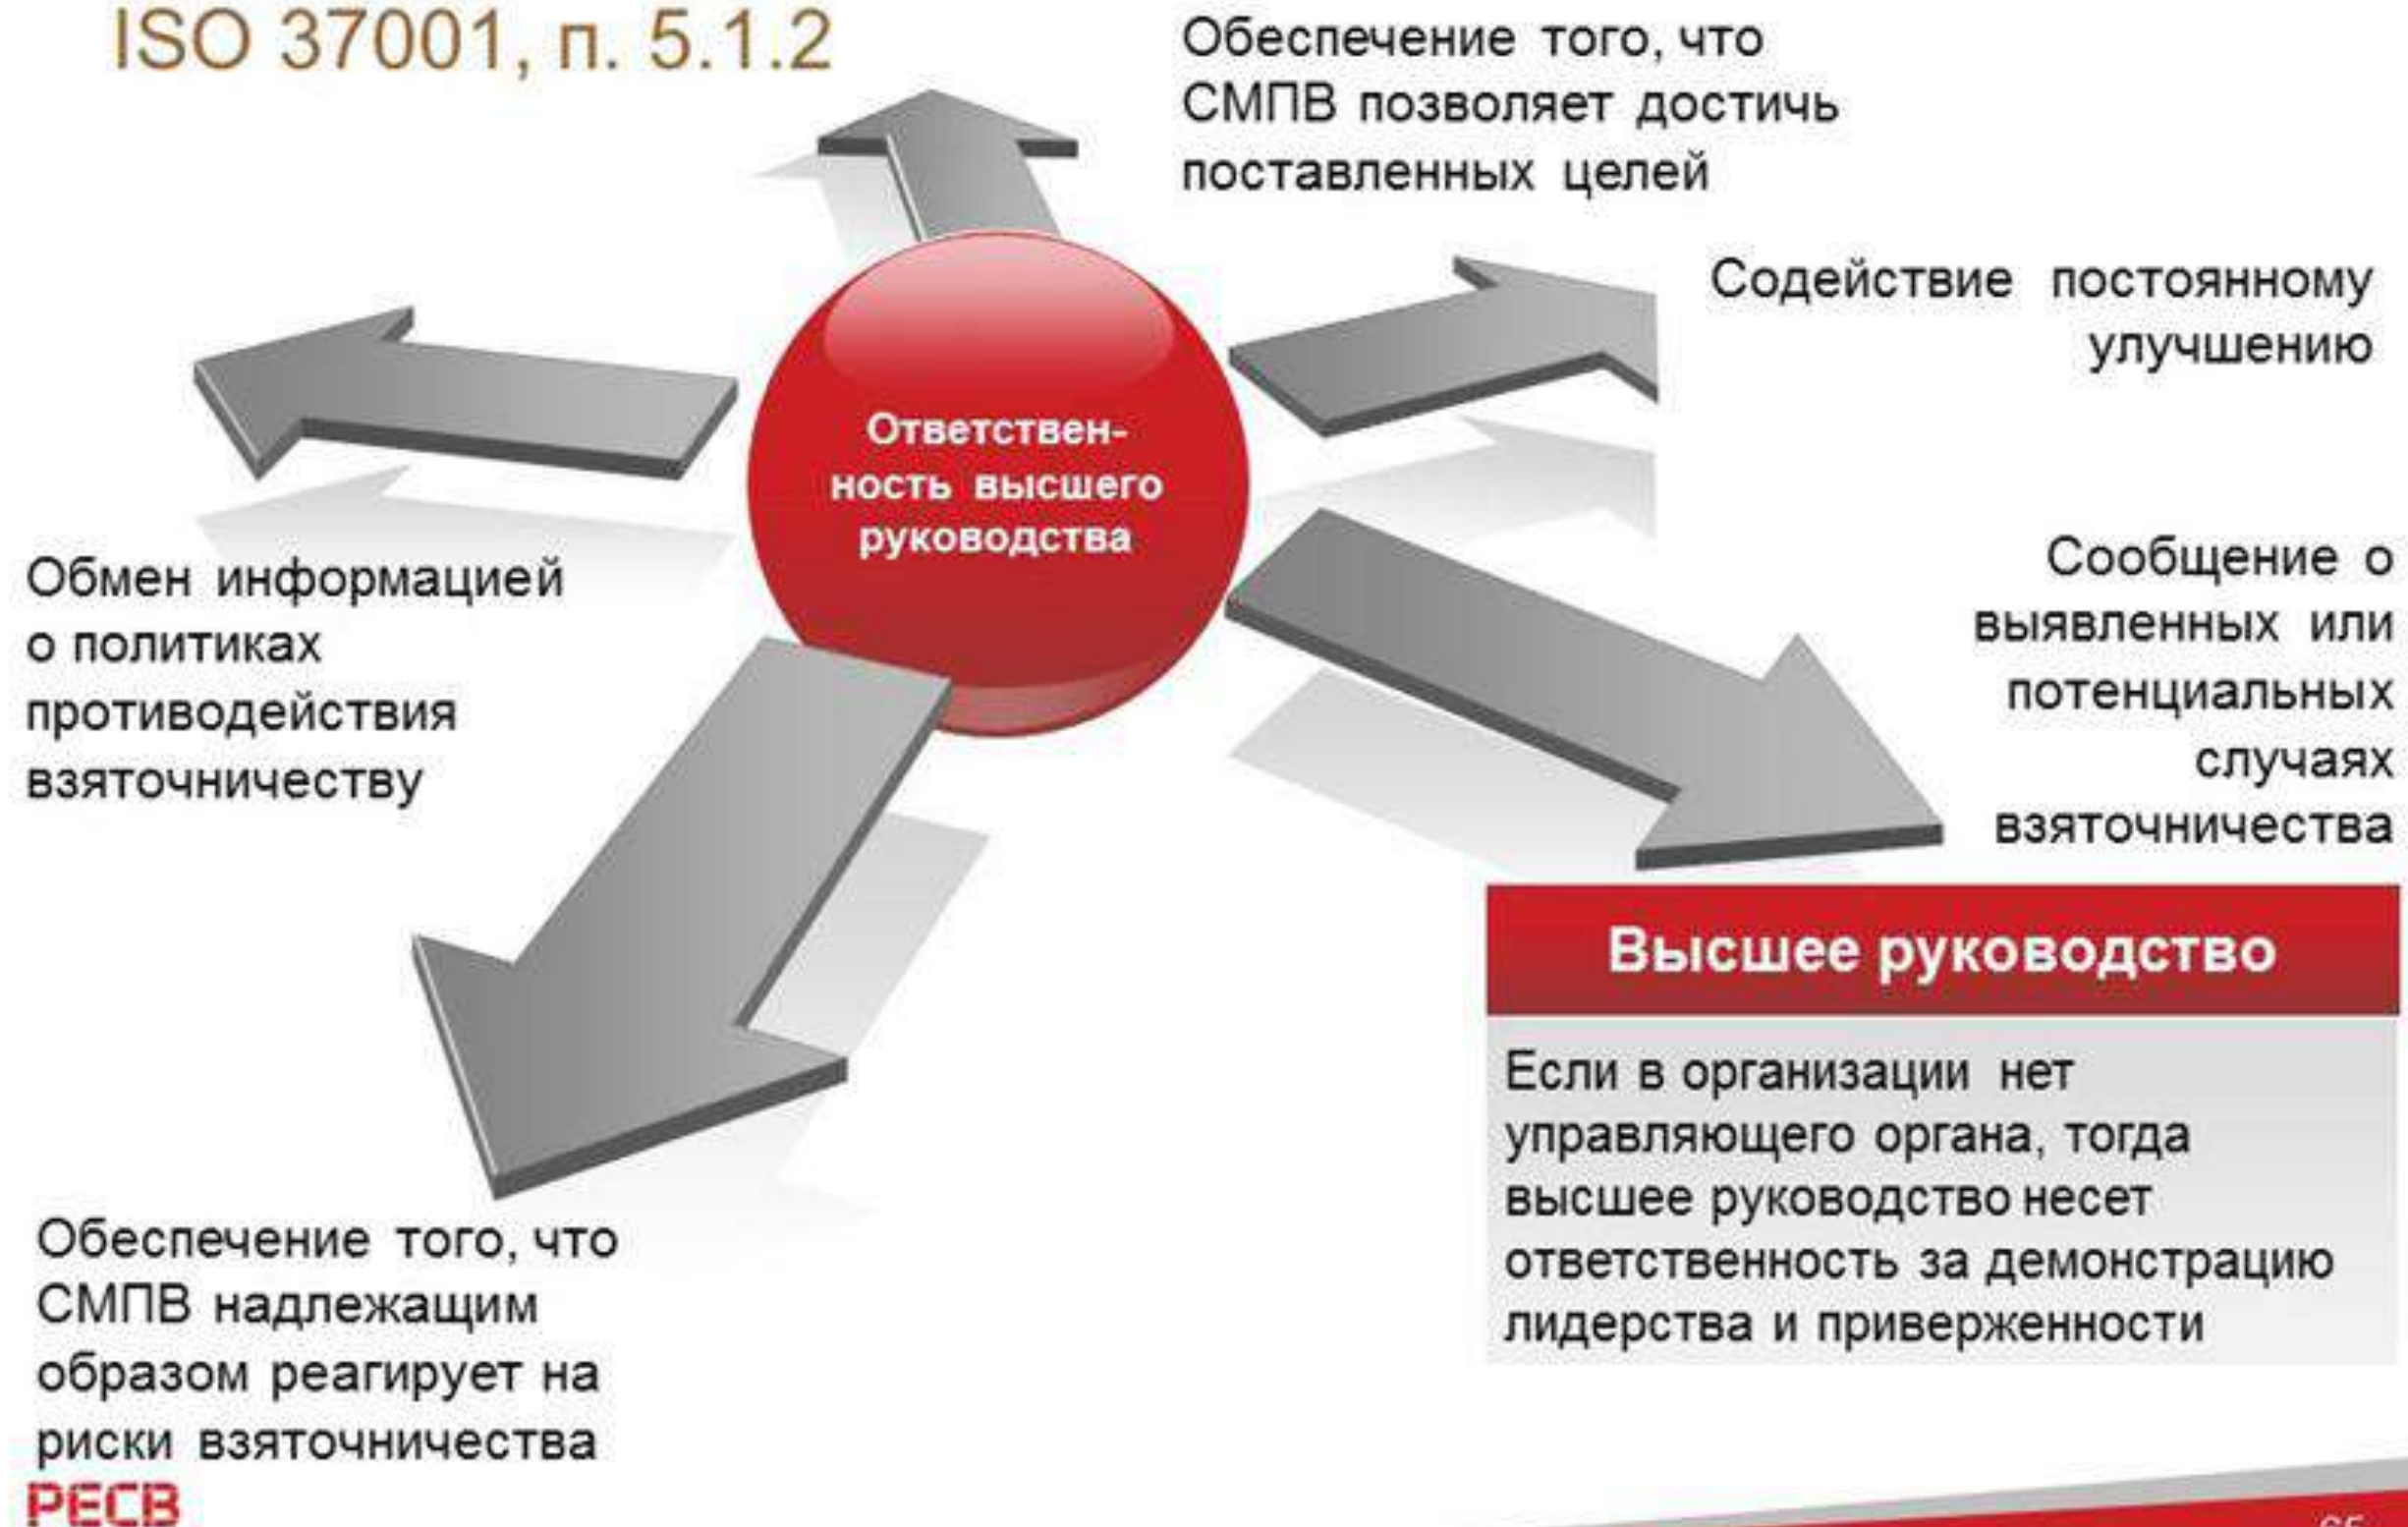 ISO 37001, п. 5.1.2
Обеспечение того, что
СМПВ позволяет достичь
поставленных целей
Содействие постоянному
улучшению
Ответствен-
ность высшего
руководства
Обмен информацией
о политиках
противодействия
взяточничеству
Сообщение о
выявленных или
потенциальных
случаях
взяточничества
Высшее руководство
Если в организации нет
управляющего органа, тогда
высшее руководство несет
ответственность за демонстрацию
лидерства и приверженности
Обеспечение того, что
СМПВ надлежащим
образом реагирует на
риски взяточничества
PECB